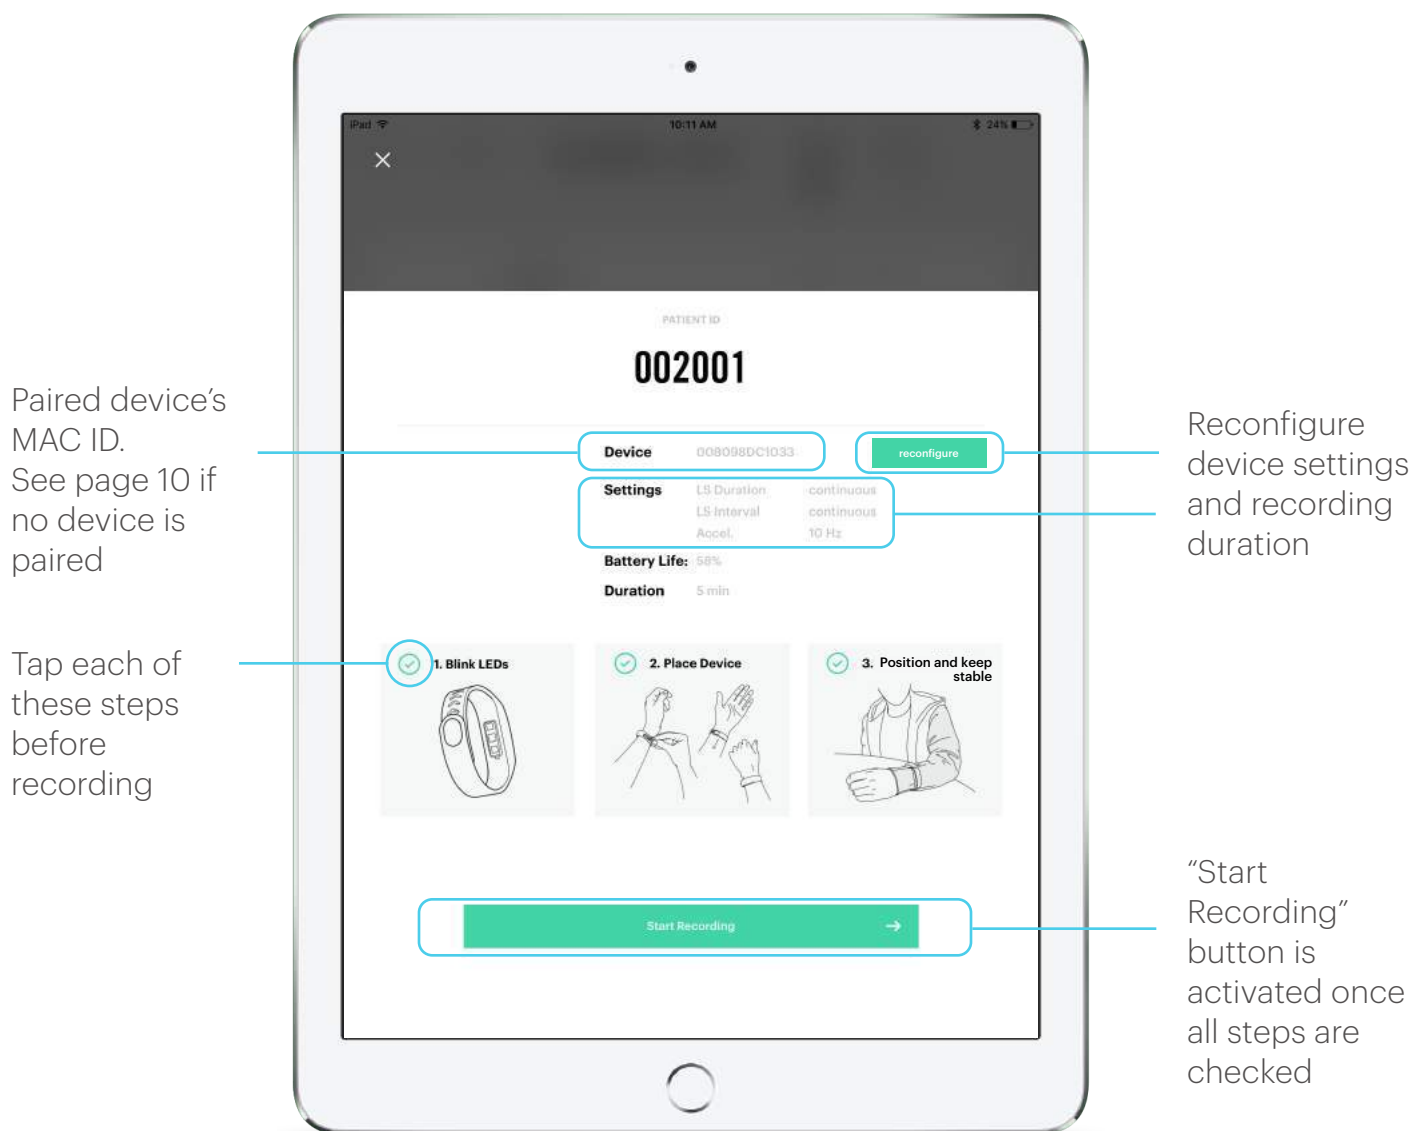 iPad
10:11 AM
24%
PATIENT ID
002001
Paired device’s
MAC ID.
See page 10 if
no device is
paired
Device 008098DC1033
reconfigure
Settings LS Duration continuous
LS Interval continuous
Accel. 10 Hz
Battery Life: 58%
Duration 5 min
Reconfigure
device settings
and recording
duration
Tap each of
these steps
before
recording
1. Blink LEDs
2. Place Device
3. Position and keep
stable
Start Recording
“Start
Recording”
button is
activated once
all steps are
checked